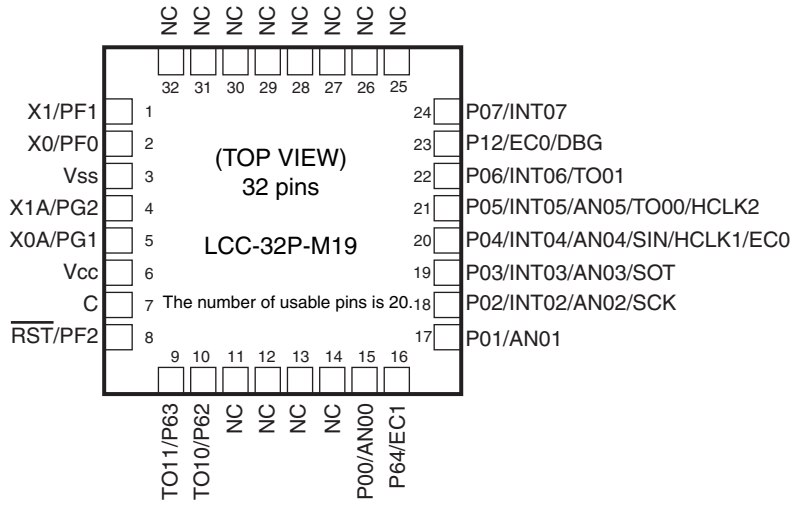 NC NC NC NC NC NC NC NC
32 31 30 29 28 27 26 25
X1/PF1 1
X0/PF0 2
Vss 3
X1A/PG2 4
X0A/PG1 5
Vcc 6
C 7
RST/PF2 8
(TOP VIEW)
32 pins
LCC-32P-M19
The number of usable pins is 20.
24 P07/INT07
23 P12/EC0/DBG
22 P06/INT06/TO01
21 P05/INT05/AN05/TO00/HCLK2
20 P04/INT04/AN04/SIN/HCLK1/EC0
19 P03/INT03/AN03/SOT
18 P02/INT02/AN02/SCK
17 P01/AN01
9 10 11 12 13 14 15 16
TO11/P63
TO10/P62
NC
NC
NC
NC
P00/AN00
P64/EC1